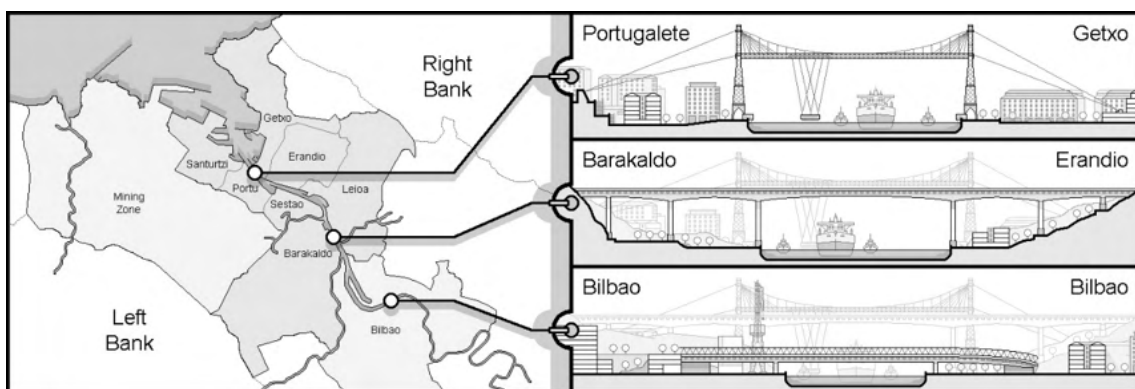 Right
Bank
Getxo
Santurtzi
Erandio
Portu
Leioa
Mining
Zone
Sestao
Barakaldo
Left
Bank
Bilbao
Portugalete
Getxo
Barakaldo
Erandio
Bilbao
Bilbao